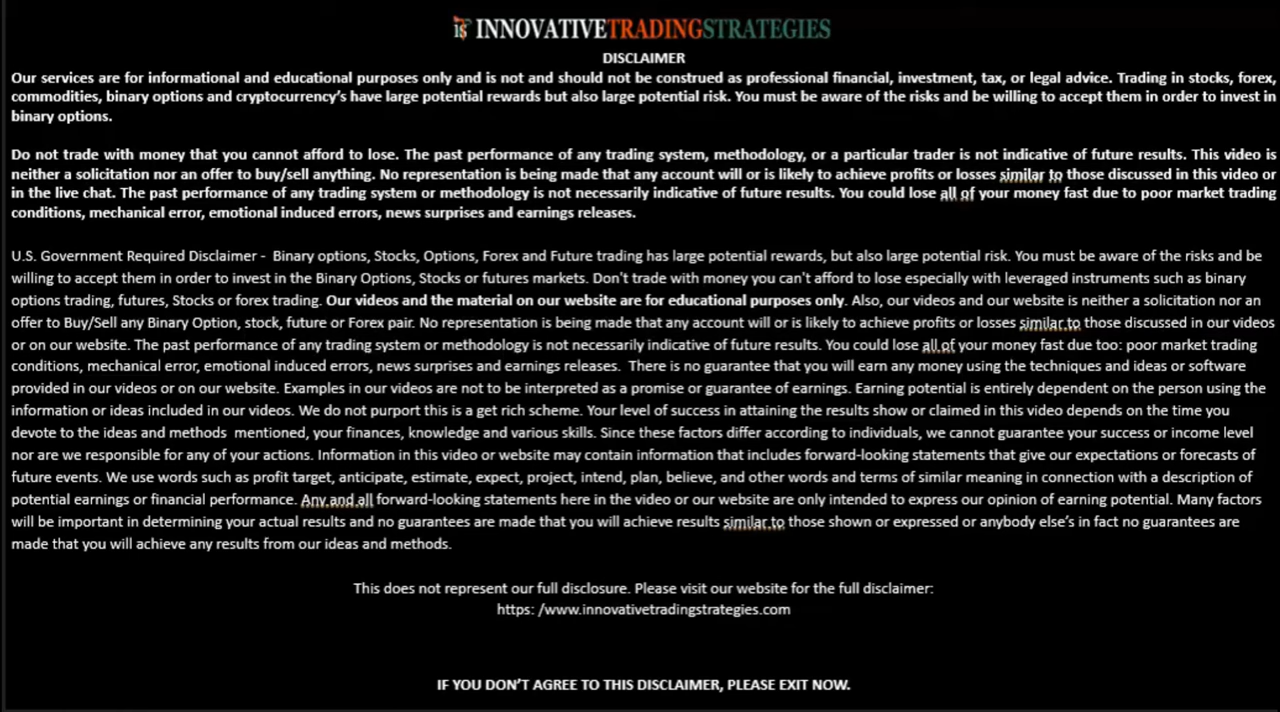 INNOVATIVETRADINGSTRATEGIES
DISCLAIMER
Our services are for informational and educational purposes only and is not and should not be construed as professional financial, investment, tax, or legal advice. Trading in stocks, forex,
commodities, binary options and cryptocurrency's have large potential rewards but also large potential risk. You must be aware of the risks and be willing to accept them in order to invest in
binary options.
Do not trade with money that you cannot afford to lose. The past performance of any trading system, methodology, or a particular trader is not indicative of future results. This video is
neither a solicitation nor an offer to buy/sell anything. No representation is being made that any account will or is likely to achieve profits or losses similar to those discussed in this video or
in the live chat. The past performance of any trading system or methodology is not necessarily indicative of future results. You could lose all of your money fast due to poor market trading
conditions, mechanical error, emotional induced errors, news surprises and earnings releases.
U.S. Government Required Disclaimer - Binary options, Stocks, Options, Forex and Future trading has large potential rewards, but also large potential risk. You must be aware of the risks and be
willing to accept them in order to invest in the Binary Options, Stocks or futures markets. Don't trade with money you can't afford to lose especially with leveraged instruments such as binary
options trading, futures, Stocks or forex trading. Our videos and the material on our website are for educational purposes only. Also, our videos and our website is neither a solicitation nor an
offer to Buy/Sell any Binary Option, stock, future or Forex pair. No representation is being made that any account will or is likely to achieve profits or losses similar to those discussed in our videos
or on our website. The past performance of any trading system or methodology is not necessarily indicative of future results. You could lose all of your money fast due too: poor market trading
conditions, mechanical error, emotional induced errors, news surprises and earnings releases. There is no guarantee that you will earn any money using the techniques and ideas or software
provided in our videos or on our website. Examples in our videos are not to be interpreted as a promise or guarantee of earnings. Earning potential is entirely dependent on the person using the
information or ideas included in our videos. We do not purport this is a get rich scheme. Your level of success in attaining the results show or claimed in this video depends on the time you
devote to the ideas and methods mentioned, your finances, knowledge and various skills. Since these factors differ according to individuals, we cannot guarantee your success or income level
nor are we responsible for any of your actions. Information in this video or website may contain information that includes forward-looking statements that give our expectations or forecasts of
future events. We use words such as profit target, anticipate, estimate, expect, project, intend, plan, believe, and other words and terms of similar meaning in connection with a description of
potential earnings or financial performance. Any and all forward-looking statements here in the video or our website are only intended to express our opinion of earning potential. Many factors
will be important in determining your actual results and no guarantees are made that you will achieve results similar to those shown or expressed or anybody else's in fact no guarantees are
made that you will achieve any results from our ideas and methods.
This does not represent our full disclosure. Please visit our website for the full disclaimer:
https: /www.innovativetradingstrategies.com
IF YOU DON'T AGREE TO THIS DISCLAIMER, PLEASE EXIT NOW.